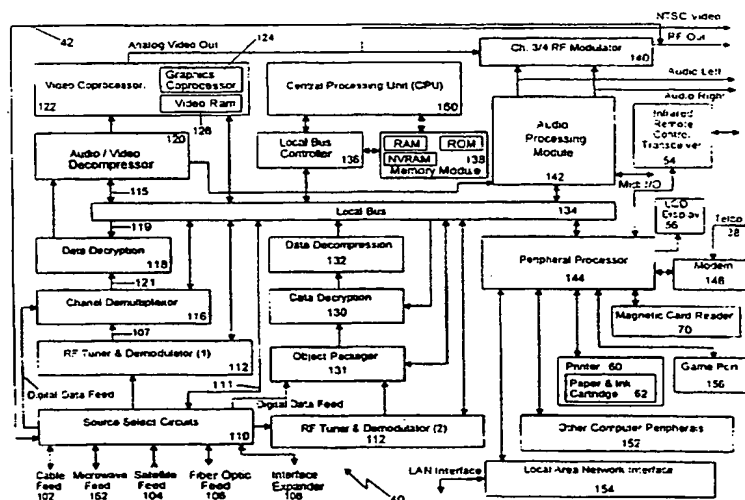 NTSC Video
42
124
Analog Video Out
RF Out
Ch. 3/4 RF Modulator
140
Video Coprocessor
122
Graphics
Coprocessor
Video Ram
128
Central Processing Unit (CPU)
160
Audio Left
Audio Right
120
Audio / Video
Decompressor
Local Bus
Controller
136
RAM
ROM
NVRAM
138
Memory Module
Audio
Processing
Module
142
Infrared
Remote
Control
Transceiver
54
Midi I/O
115
Local Bus
134
LCD
Display
56
Telco
119
Data Decryption
118
Data Decompression
132
Peripheral Processor
144
Modem
148
121
Chanel Demultiplexor
116
Data Decryption
130
Magnetic Card Reader
70
107
RF Tuner & Demodulator (1)
112
Object Packager
131
Printer 60
Paper & Ink
Cartridge 62
Game Port
156
Digital Data Feed
111
Digital Data Feed
Source Select Circuits
110
RF Tuner & Demodulator (2)
112
Other Computer Peripherals
152
Cable
Feed
102
Microwave
Feed
162
Satellite
Feed
104
Fiber Optic
Feed
106
Interface
Expander
108
40
LAN Interface
Local Area Network Interface
154